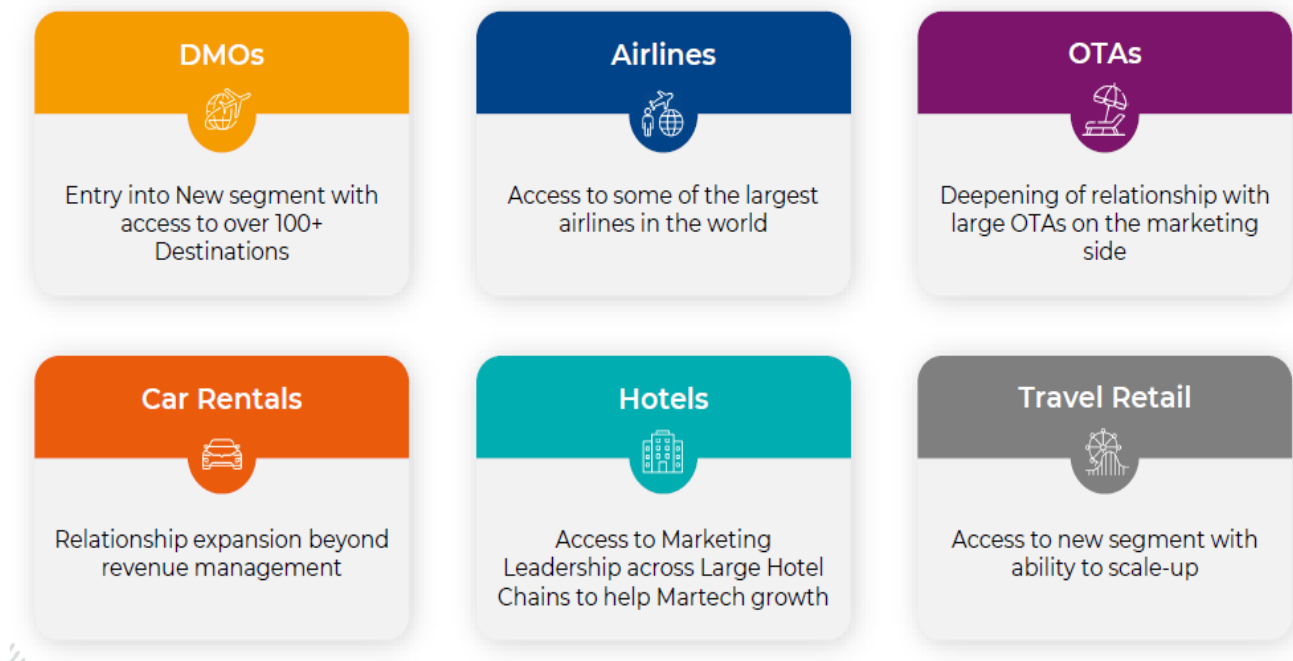 DMOs
Entry into New segment with
access to over 100+
Destinations
Airlines
Access to some of the largest
airlines in the world
OTAs
Deepening of relationship with
large OTAs on the marketing
side
Car Rentals
Relationship expansion beyond
revenue management
Hotels
Access to Marketing
Leadership across Large Hotel
Chains to help Martech growth
Travel Retail
Access to new segment with
ability to scale-up